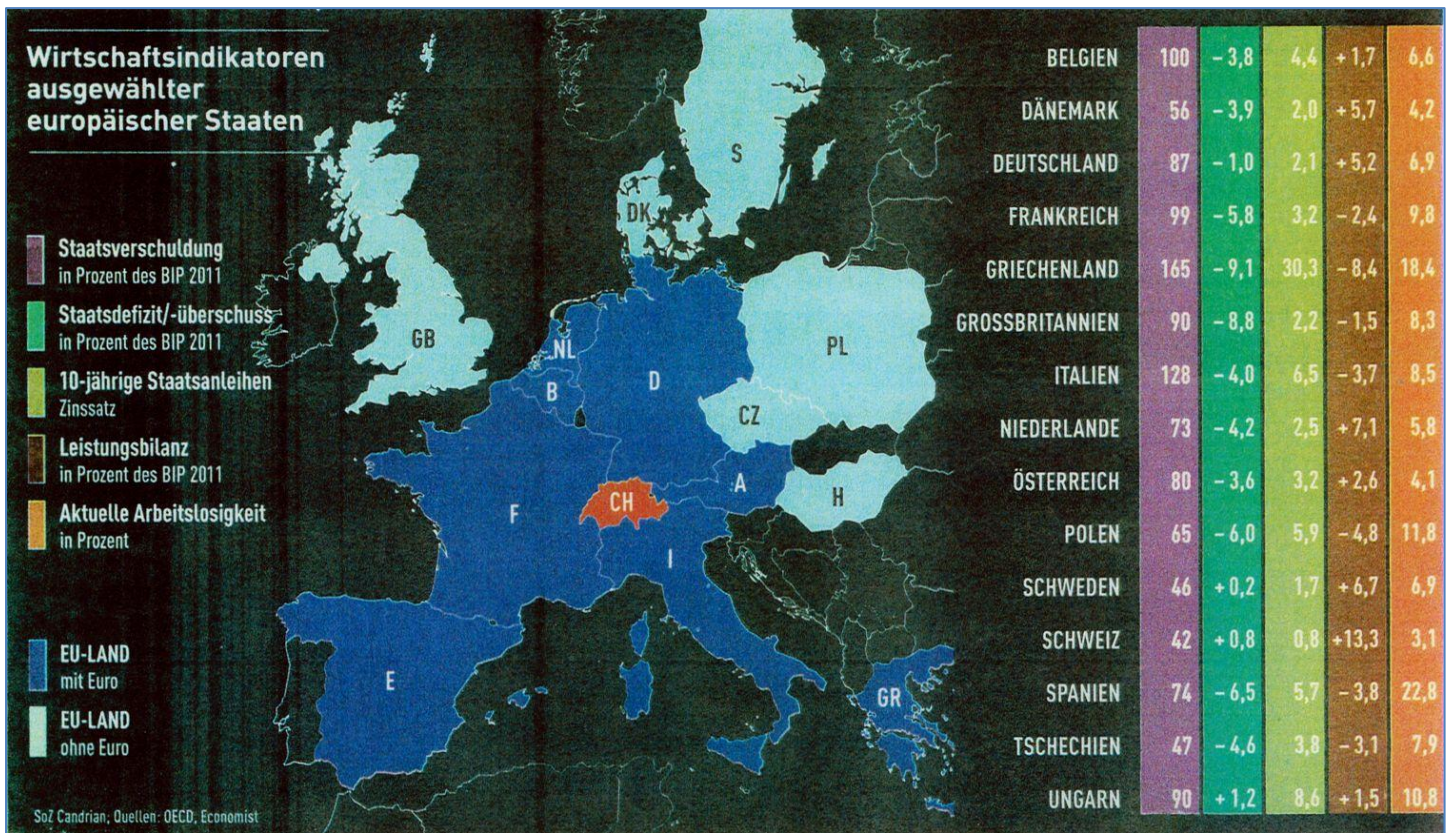 Wirtschaftsindikatoren
ausgewählter
europäischer Staaten
Staatsverschuldung
in Prozent des BIP 2011
Staatsdefizit/-überschuss
in Prozent des BIP 2011
10-jährige Staatsanleihen
Zinssatz
Leistungsbilanz
in Prozent des BIP 2011
Aktuelle Arbeitslosigkeit
in Prozent
EU-LAND
mit Euro
EU-LAND
ohne Euro
SoZ Candrian; Quellen: OECD, Economist
S
DK
GB
NL
PL
B
D
CZ
A
H
F
CH
I
E
GR
BELGIEN 100 – 3,8 4,4 + 1,7 6,6
DÄNEMARK 56 – 3,9 2,0 + 5,7 4,2
DEUTSCHLAND 87 – 1,0 2,1 + 5,2 6,9
FRANKREICH 99 – 5,8 3,2 – 2,4 9,8
GRIECHENLAND 165 – 9,1 30,3 – 8,4 18,4
GROSSBRITANNIEN 90 – 8,8 2,2 – 1,5 8,3
ITALIEN 128 – 4,0 6,5 – 3,7 8,5
NIEDERLANDE 73 – 4,2 2,5 + 7,1 5,8
ÖSTERREICH 80 – 3,6 3,2 + 2,6 4,1
POLEN 65 – 6,0 5,9 – 4,8 11,8
SCHWEDEN 46 + 0,2 1,7 + 6,7 6,9
SCHWEIZ 42 + 0,8 0,8 +13,3 3,1
SPANIEN 74 – 6,5 5,7 – 3,8 22,8
TSCHECHIEN 47 – 4,6 3,8 – 3,1 7,9
UNGARN 90 + 1,2 8,6 + 1,5 10,8